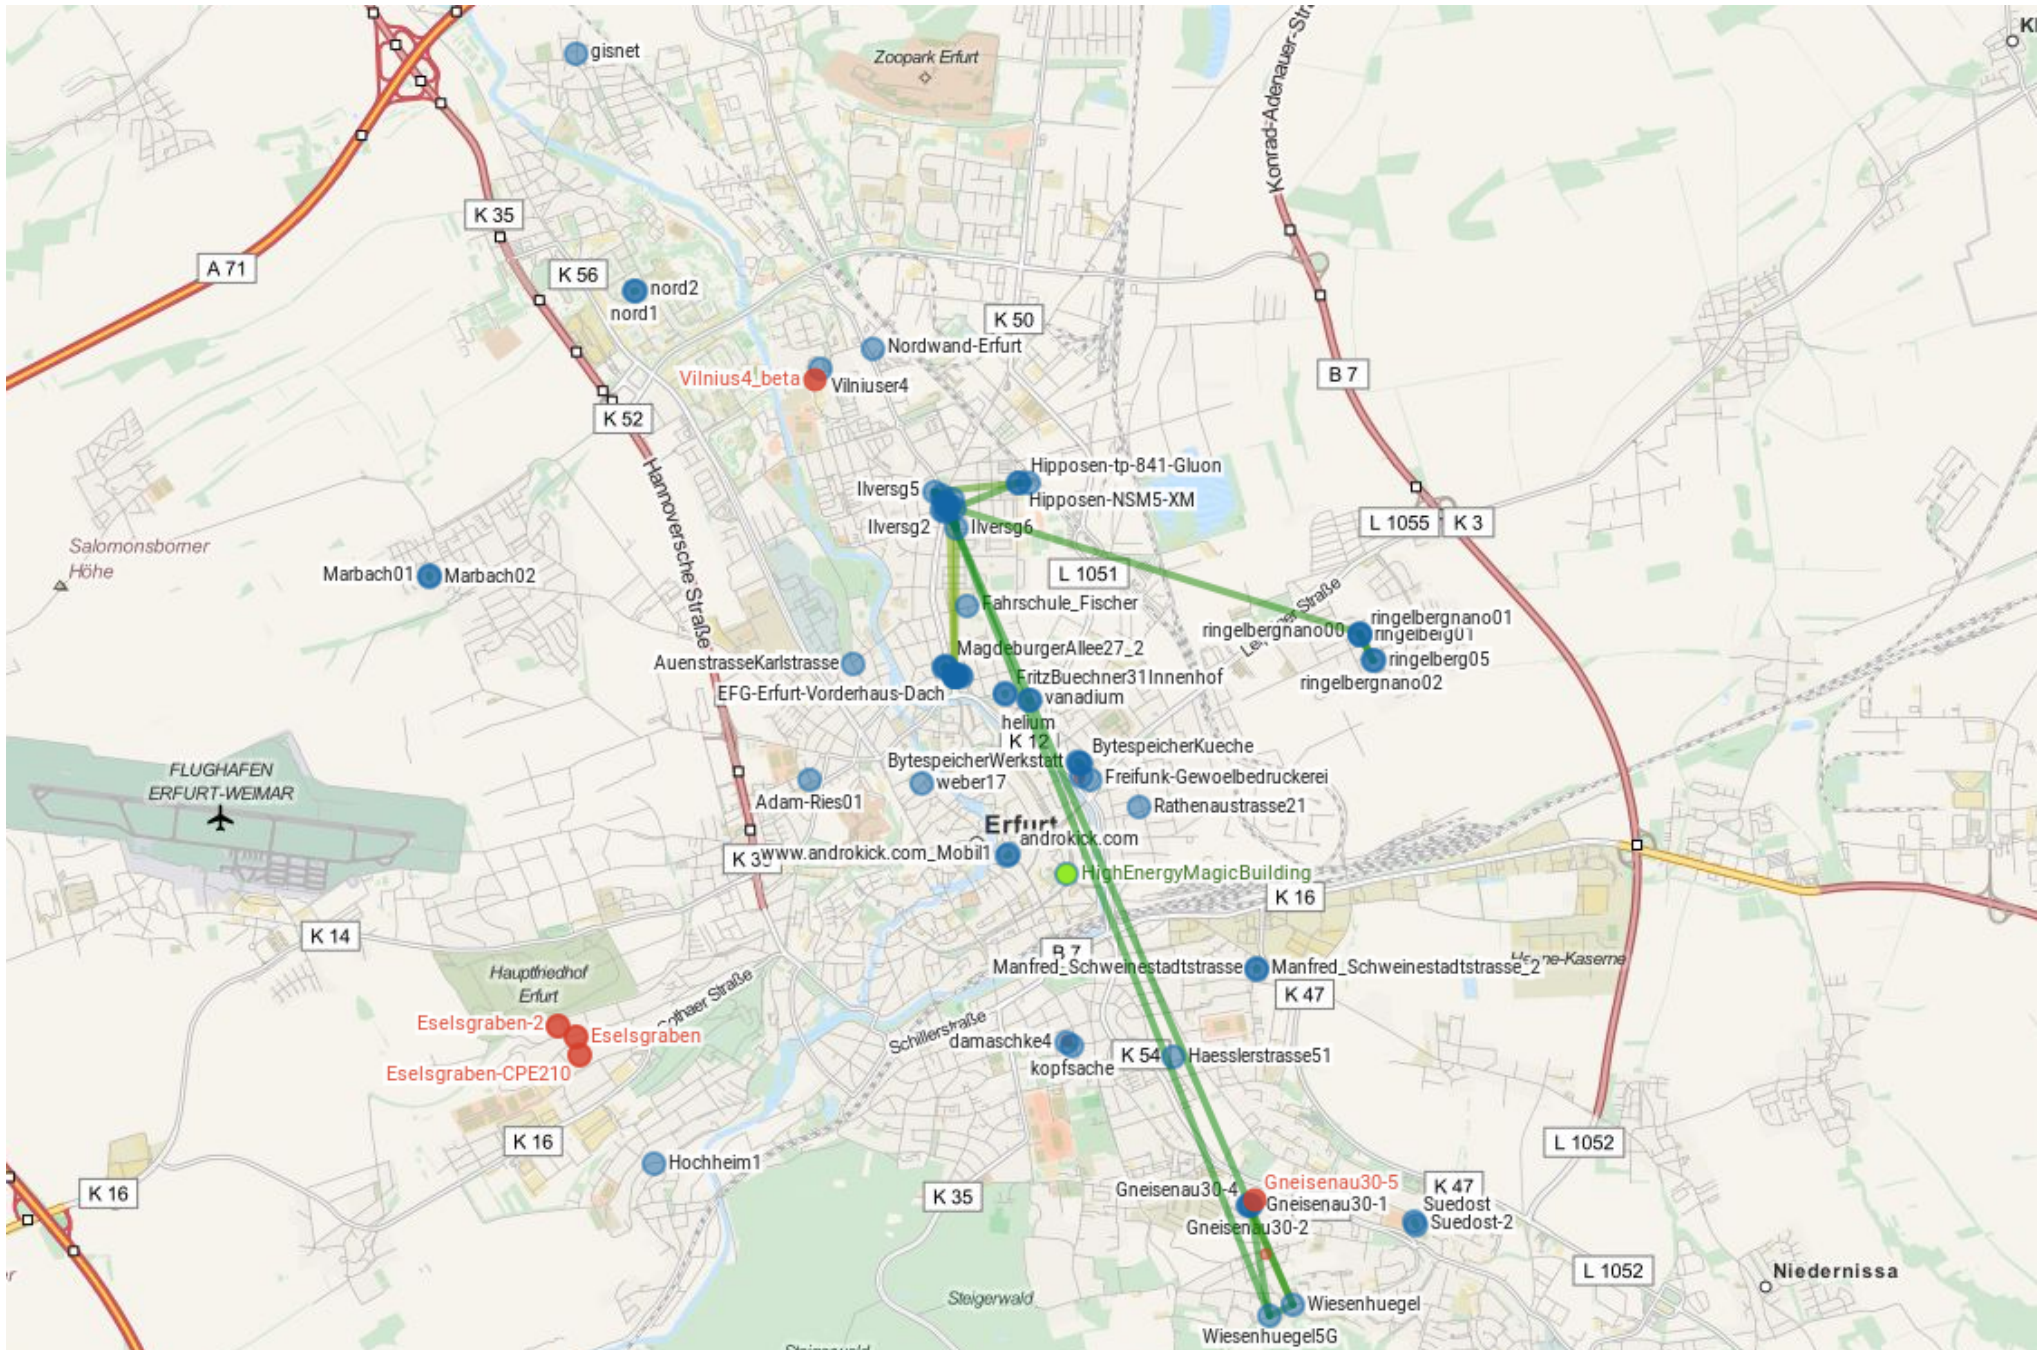 gisnet
Zoopark Erfurt
Konrad-Adenauer-Str
K 35
A 71
K 56
nord2
nord1
K 50
Nordwand-Erfurt
Vilnius4_beta
Vilniuser4
B 7
K 52
Hannoversche Straße
Hipposen-tp-841-Gluon
Ilversg5
Hipposen-NSM5-XM
Ilversg2
Ilversg6
L 1055
K 3
Salomonsborner
Höhe
Marbach01
Marbach02
L 1051
Fahrschule_Fischer
ringelbergnano01
ringelbergnano00
ringelberg01
ringelberg05
ringelbergnano02
MagdeburgerAllee27_2
AuenstrasseKarlstrasse
EFG-Erfurt-Vorderhaus-Dach
FritzBuechner31Innenhof
vanadium
helium
K 12
BytespeicherKueche
BytespeicherWerkstatt
Freifunk-Gewoelbedruckerei
FLUGHAFEN
ERFURT-WEIMAR
weber17
Adam-Ries01
Rathenaustrasse21
Erfurt
androkick.com
www.androkick.com_Mobil1
HighEnergyMagicBuilding
K 16
K 14
B 7
Hauptfriedhof
Erfurt
Manfred_Schweinestadtstrasse
Manfred_Schweinestadtstrasse_2
K 47
Schillerstraße
Eselsgraben-2
Eselsgraben
Eselsgraben-CPE210
damaschke4
kopfsache
K 54
Haesslerstrasse51
K 16
L 1052
Hochheim1
K 16
K 35
K 47
Gneisenau30-5
Gneisenau30-4
Gneisenau30-1
Gneisenau30-2
Suedost
Suedost-2
L 1052
Niedernissa
Steigerwald
Wiesenhuegel
Wiesenhuegel5G